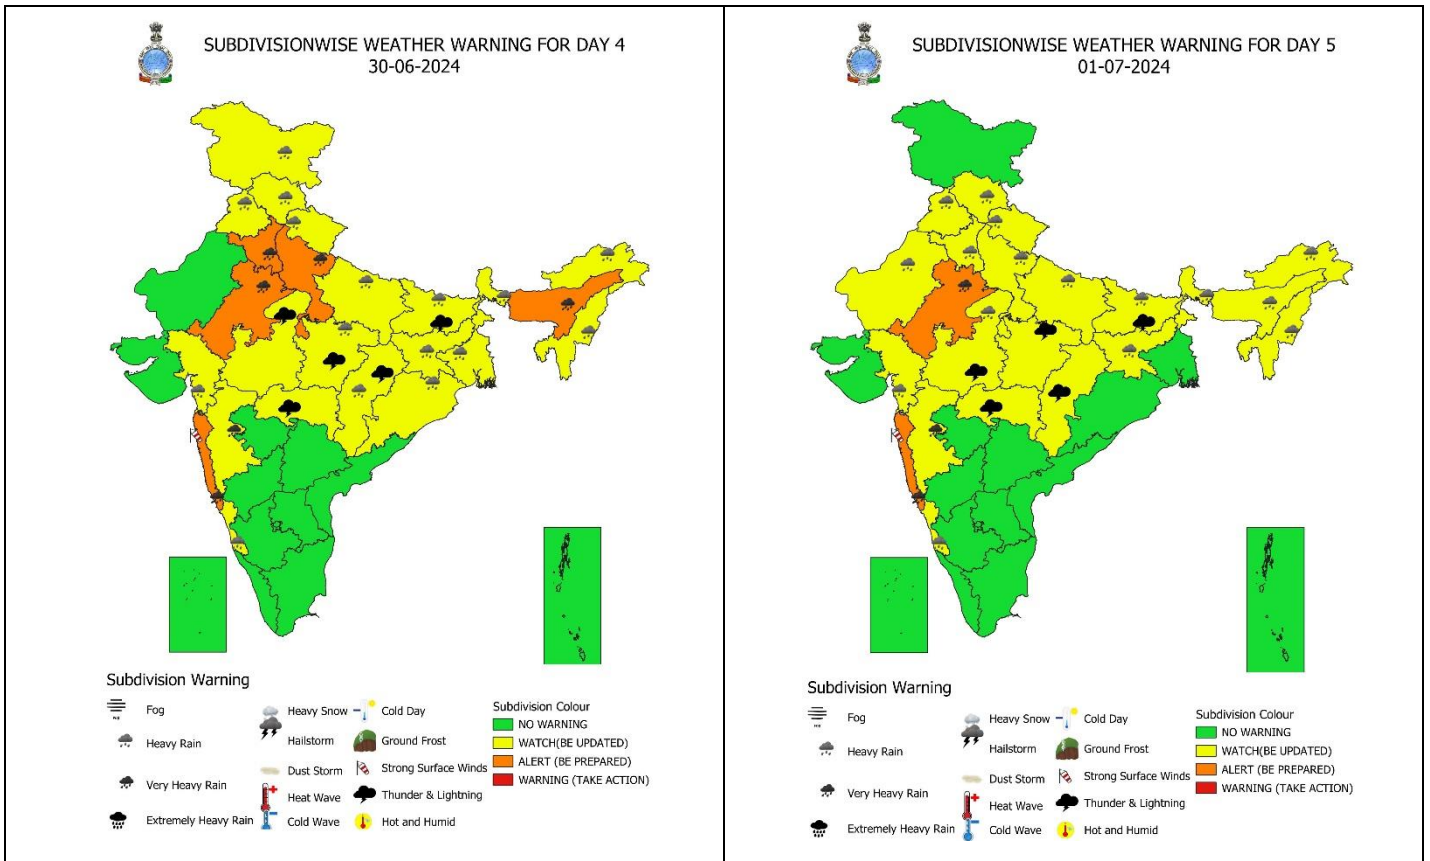 SUBDIVISIONWISE WEATHER WARNING FOR DAY 4
30-06-2024
Subdivision Warning
Fog
Heavy Rain
Very Heavy Rain
Extremely Heavy Rain
Heavy Snow
Hailstorm
Dust Storm
Heat Wave
Cold Wave
Cold Day
Ground Frost
Strong Surface Winds
Thunder & Lightning
Hot and Humid
Subdivision Colour
NO WARNING
WATCH(BE UPDATED)
ALERT (BE PREPARED)
WARNING (TAKE ACTION)
SUBDIVISIONWISE WEATHER WARNING FOR DAY 5
01-07-2024
Subdivision Warning
Fog
Heavy Rain
Very Heavy Rain
Extremely Heavy Rain
Heavy Snow
Hailstorm
Dust Storm
Heat Wave
Cold Wave
Cold Day
Ground Frost
Strong Surface Winds
Thunder & Lightning
Hot and Humid
Subdivision Colour
NO WARNING
WATCH(BE UPDATED)
ALERT (BE PREPARED)
WARNING (TAKE ACTION)